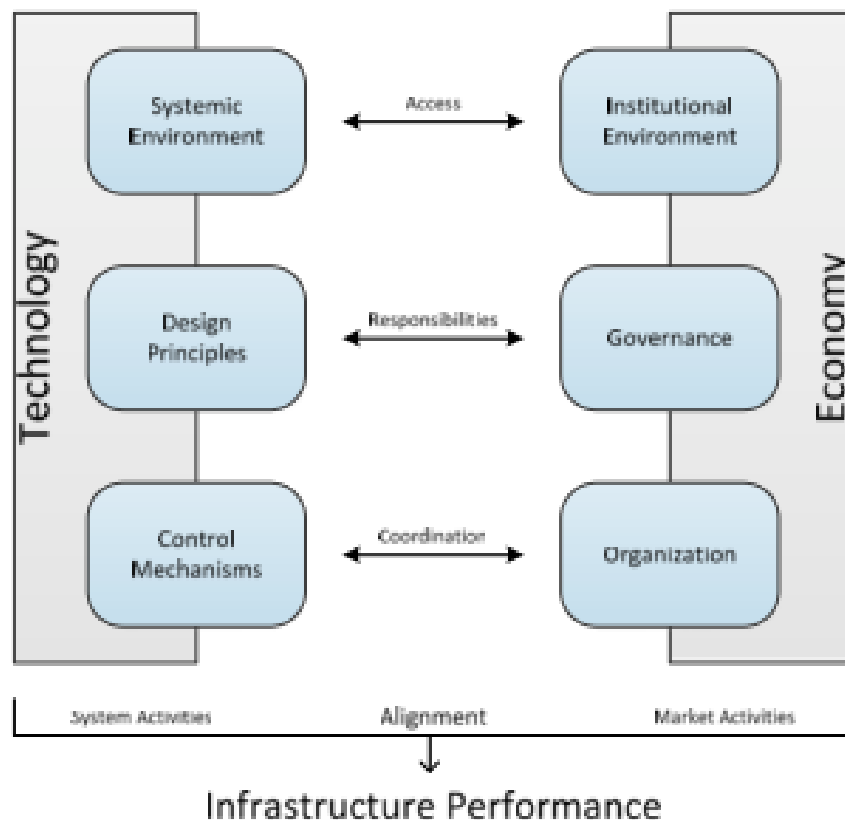 Technology
Systemic
Environment
Access
Institutional
Environment
Economy
Design
Principles
Responsibilities
Governance
Control
Mechanisms
Coordination
Organization
System Activities
Alignment
Market Activities
Infrastructure Performance